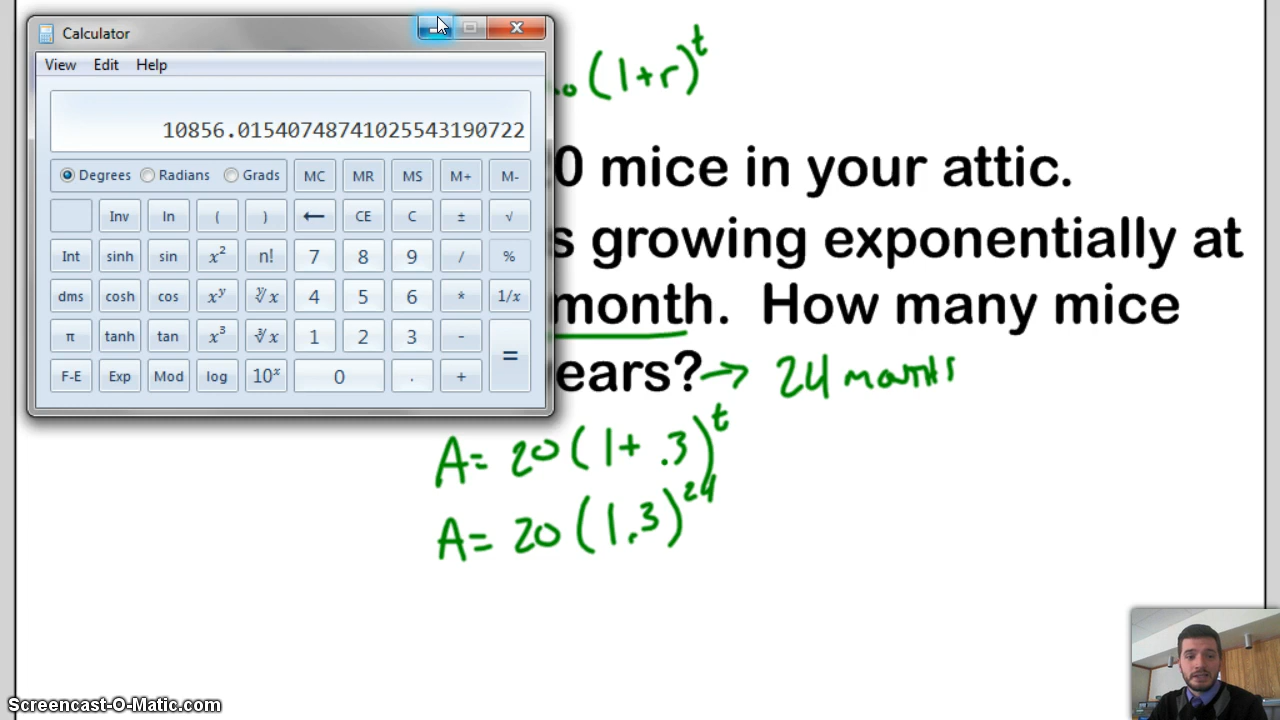 Calculator
View Edit Help
10856.01540748741025543190722
Degrees Radians Grads MC MR MS M+ M-
Inv ln ( ) ← CE C ± √
Int sinh sin x² n! 7 8 9 / %
dms cosh cos xʸ ʸ√x 4 5 6 * 1/x
π tanh tan x³ ³√x 1 2 3 - =
F-E Exp Mod log 10ˣ 0 . +
(1+r)ᵗ
0 mice in your attic.
s growing exponentially at
month. How many mice
ears? → 24 months
A= 20(1+ .3)ᵗ
A= 20(1.3)²⁴
Screencast-O-Matic.com